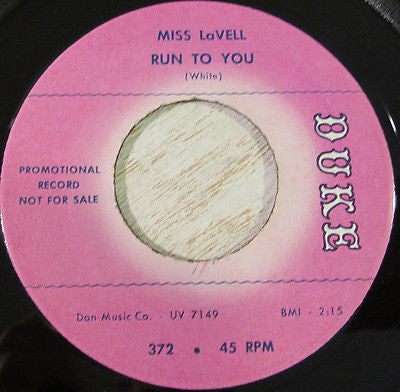 MISS LaVELL
RUN TO YOU
(White)
PROMOTIONAL
RECORD
NOT FOR SALE
DUKE
Don Music Co. - UV 7149
BMI - 2:15
372 • 45 RPM